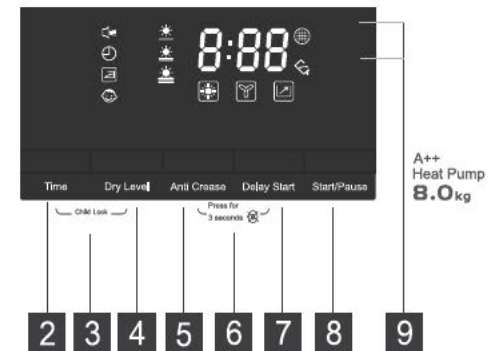 8:88
Time Dry Level Anti Crease Delay Start Start/Pause
Child Lock
Press for
3 seconds
A++
Heat Pump
8.0kg
2 3 4 5 6 7 8 9